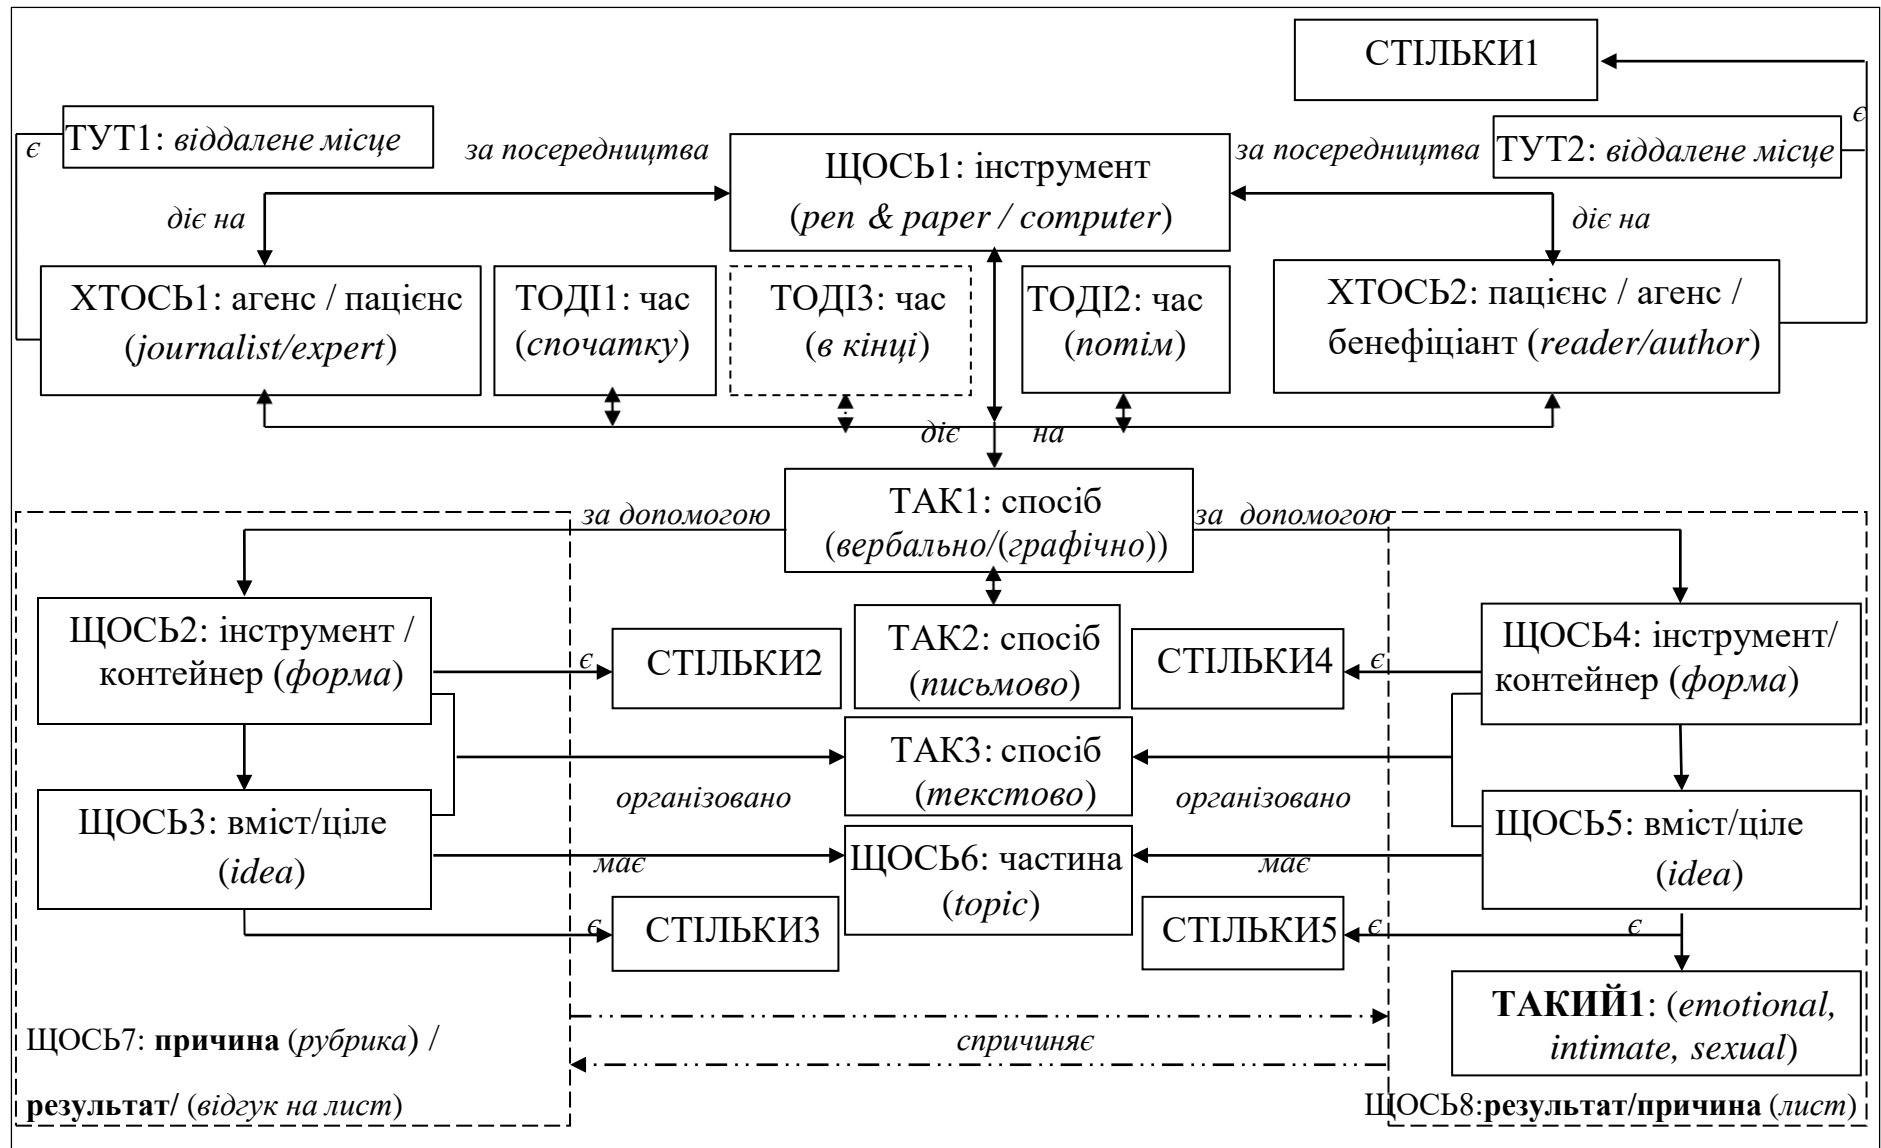 СТІЛЬКИ1
є
ТУТ1: віддалене місце
є
за посередництва
ЩОСЬ1: інструмент
(pen & paper / computer)
за посередництва
ТУТ2: віддалене місце
діє на
діє на
ХТОСЬ1: агенс / пацієнс
(journalist/expert)
ТОДІ1: час
(спочатку)
ТОДІ3: час
(в кінці)
ТОДІ2: час
(потім)
ХТОСЬ2: пацієнс / агенс /
бенефіціант (reader/author)
діє на
за допомогою
ТАК1: спосіб
(вербально/(графічно))
за допомогою
ЩОСЬ2: інструмент /
контейнер (форма)
є
СТІЛЬКИ2
ТАК2: спосіб
(письмово)
СТІЛЬКИ4
є
ЩОСЬ4: інструмент/
контейнер (форма)
ТАК3: спосіб
(текстово)
організовано
організовано
ЩОСЬ3: вміст/ціле
(idea)
має
ЩОСЬ6: частина
(topic)
має
ЩОСЬ5: вміст/ціле
(idea)
є
СТІЛЬКИ3
СТІЛЬКИ5
є
є
ТАКИЙ1: (emotional,
intimate, sexual)
ЩОСЬ7: причина (рубрика) /
результат/ (відгук на лист)
спричиняє
ЩОСЬ8:результат/причина (лист)